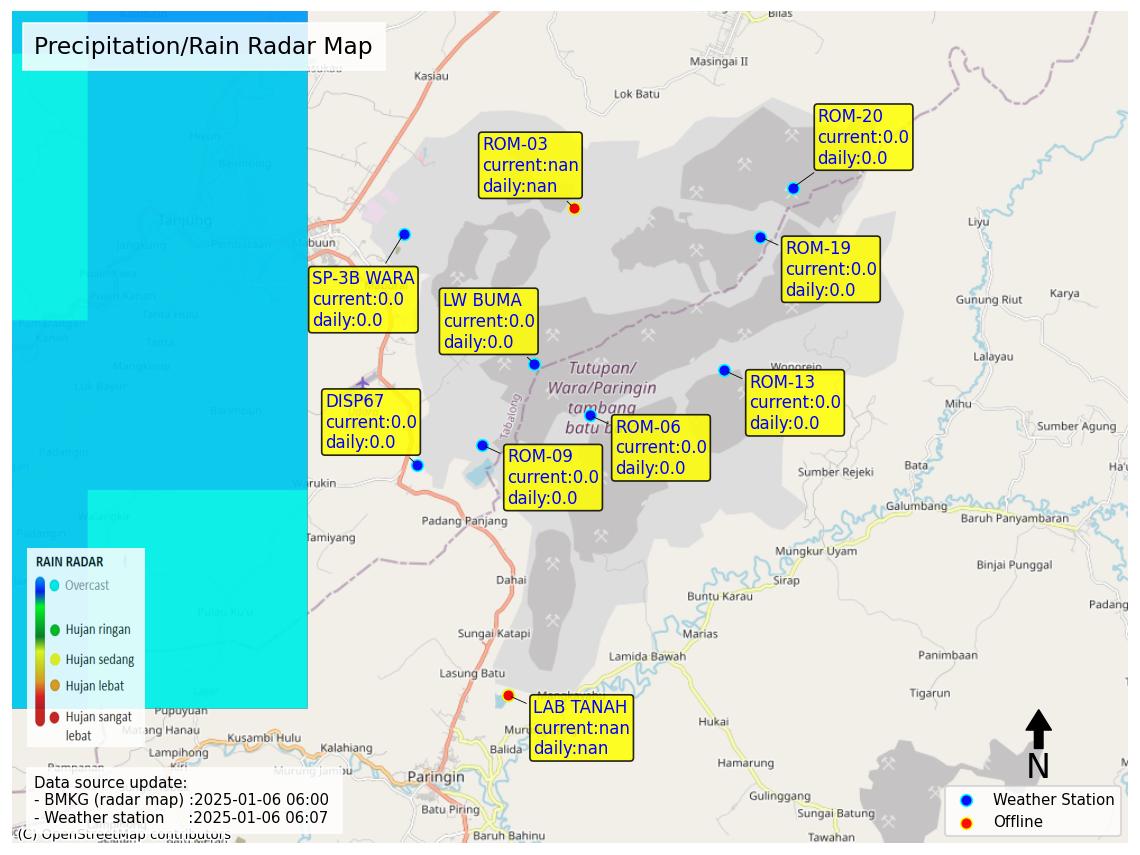 Precipitation/Rain Radar Map
Bilas
Masingai II
Kasiau
Lok Batu
ROM-20
current:0.0
daily:0.0
ROM-03
current:nan
daily:nan
Tanjung
Mabuun
Liyu
ROM-19
current:0.0
daily:0.0
SP-3B WARA
current:0.0
daily:0.0
LW BUMA
current:0.0
daily:0.0
Gunung Riut
Karya
Lalayau
Tutupan/
Wara/Paringin
tambang
batu b
Wonorejo
ROM-13
current:0.0
daily:0.0
DISP67
current:0.0
daily:0.0
Tabalong
ROM-06
current:0.0
daily:0.0
Mihu
Sumber Agung
ROM-09
current:0.0
daily:0.0
Bata
Sumber Rejeki
Warukin
Galumbang
Baruh Panyambaran
Padang Panjang
Tamiyang
Mungkur Uyam
Binjai Punggal
Sirap
Dahai
Buntu Karau
Padang
RAIN RADAR
Overcast
Hujan ringan
Hujan sedang
Hujan lebat
Hujan sangat
lebat
Pulau Ku'u
Sungai Katapi
Marias
Lamida Bawah
Panimbaan
Lasung Batu
Tigarun
LAB TANAH
current:nan
daily:nan
Pupuyuan
Matang Hanau
Kusambi Hulu
Lampihong
Kalahiang
Murung Jambu
Balida
Hukai
Hamarung
Paringin
Batu Piring
Baruh Bahinu
Gulinggang
Sungai Batung
Tawahan
N
Data source update:
- BMKG (radar map) :2025-01-06 06:00
- Weather station :2025-01-06 06:07
(C) OpenStreetMap contributors
Weather Station
Offline